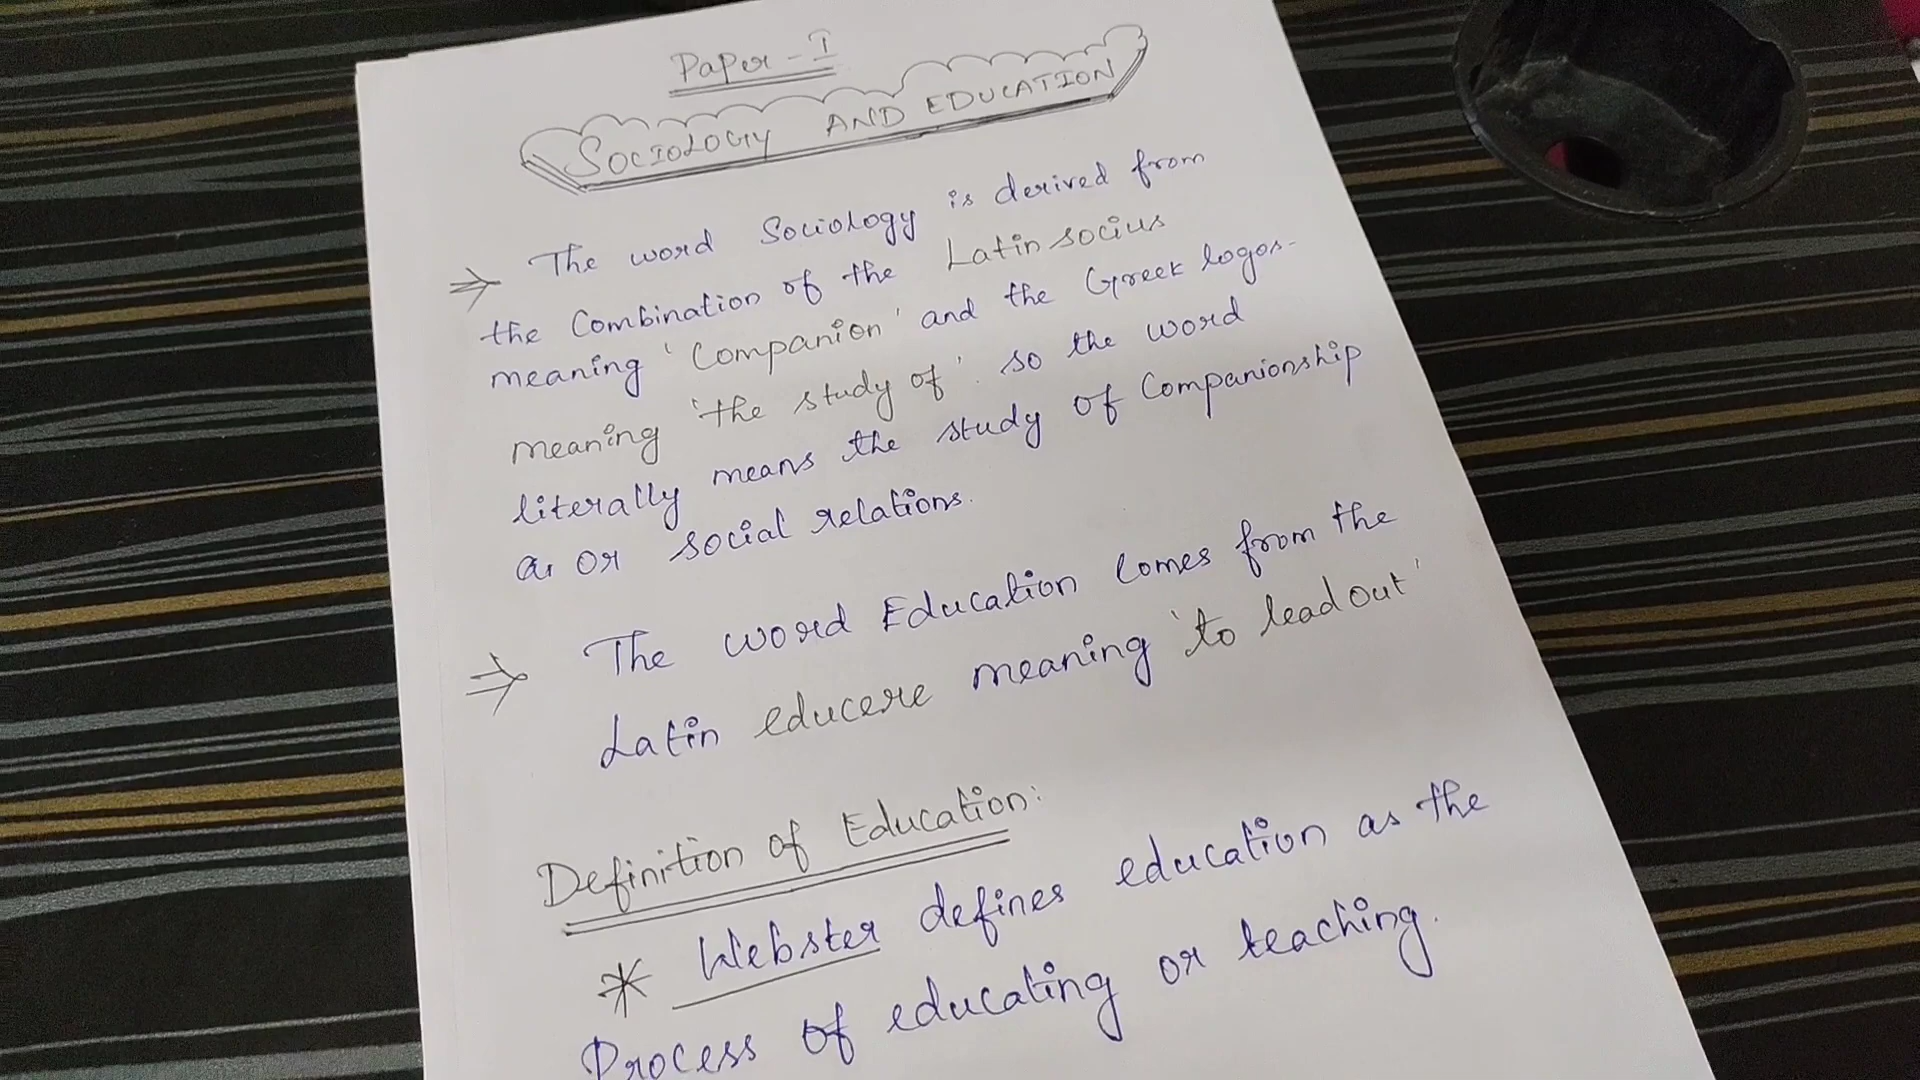 Paper - I
SOCIOLOGY AND EDUCATION
⇒ The word Sociology is derived from
the Combination of the Latin socius
meaning 'Companion' and the Greek logos-
meaning 'the study of'. so the word
literally means the study of Companionship
or social relations.
⇒ The word Education Comes from the
Latin educere meaning 'to lead out'
Definition of Education:
* Webster defines education as the
Process of educating or teaching.